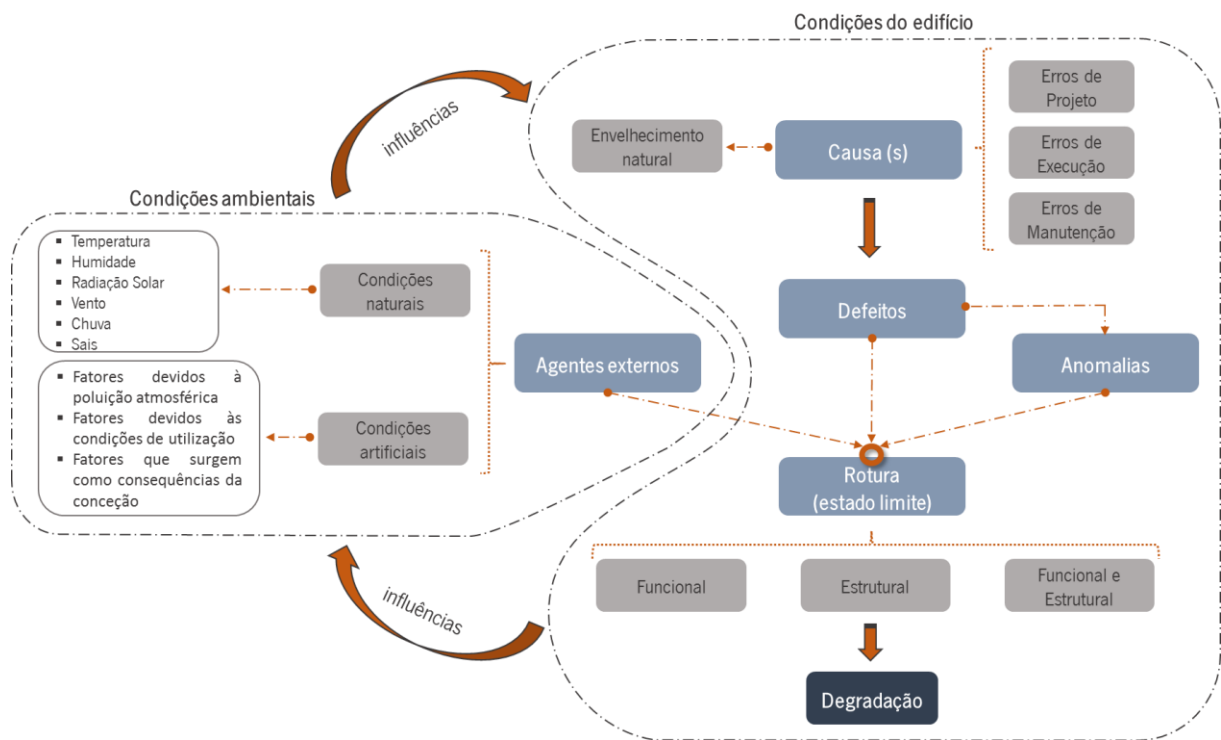 Condições do edifício
Erros de
Projeto
Envelhecimento
natural
Causa (s)
Erros de
Execução
Erros de
Manutenção
influências
Condições ambientais
▪ Temperatura
▪ Humidade
▪ Radiação Solar
▪ Vento
▪ Chuva
▪ Sais
Condições
naturais
Defeitos
Agentes externos
Anomalias
▪ Fatores devidos à
poluição atmosférica
▪ Fatores devidos às
condições de utilização
▪ Fatores que surgem
como consequências da
conceção
Condições
artificiais
Rotura
(estado limite)
Funcional
Estrutural
Funcional e
Estrutural
influências
Degradação